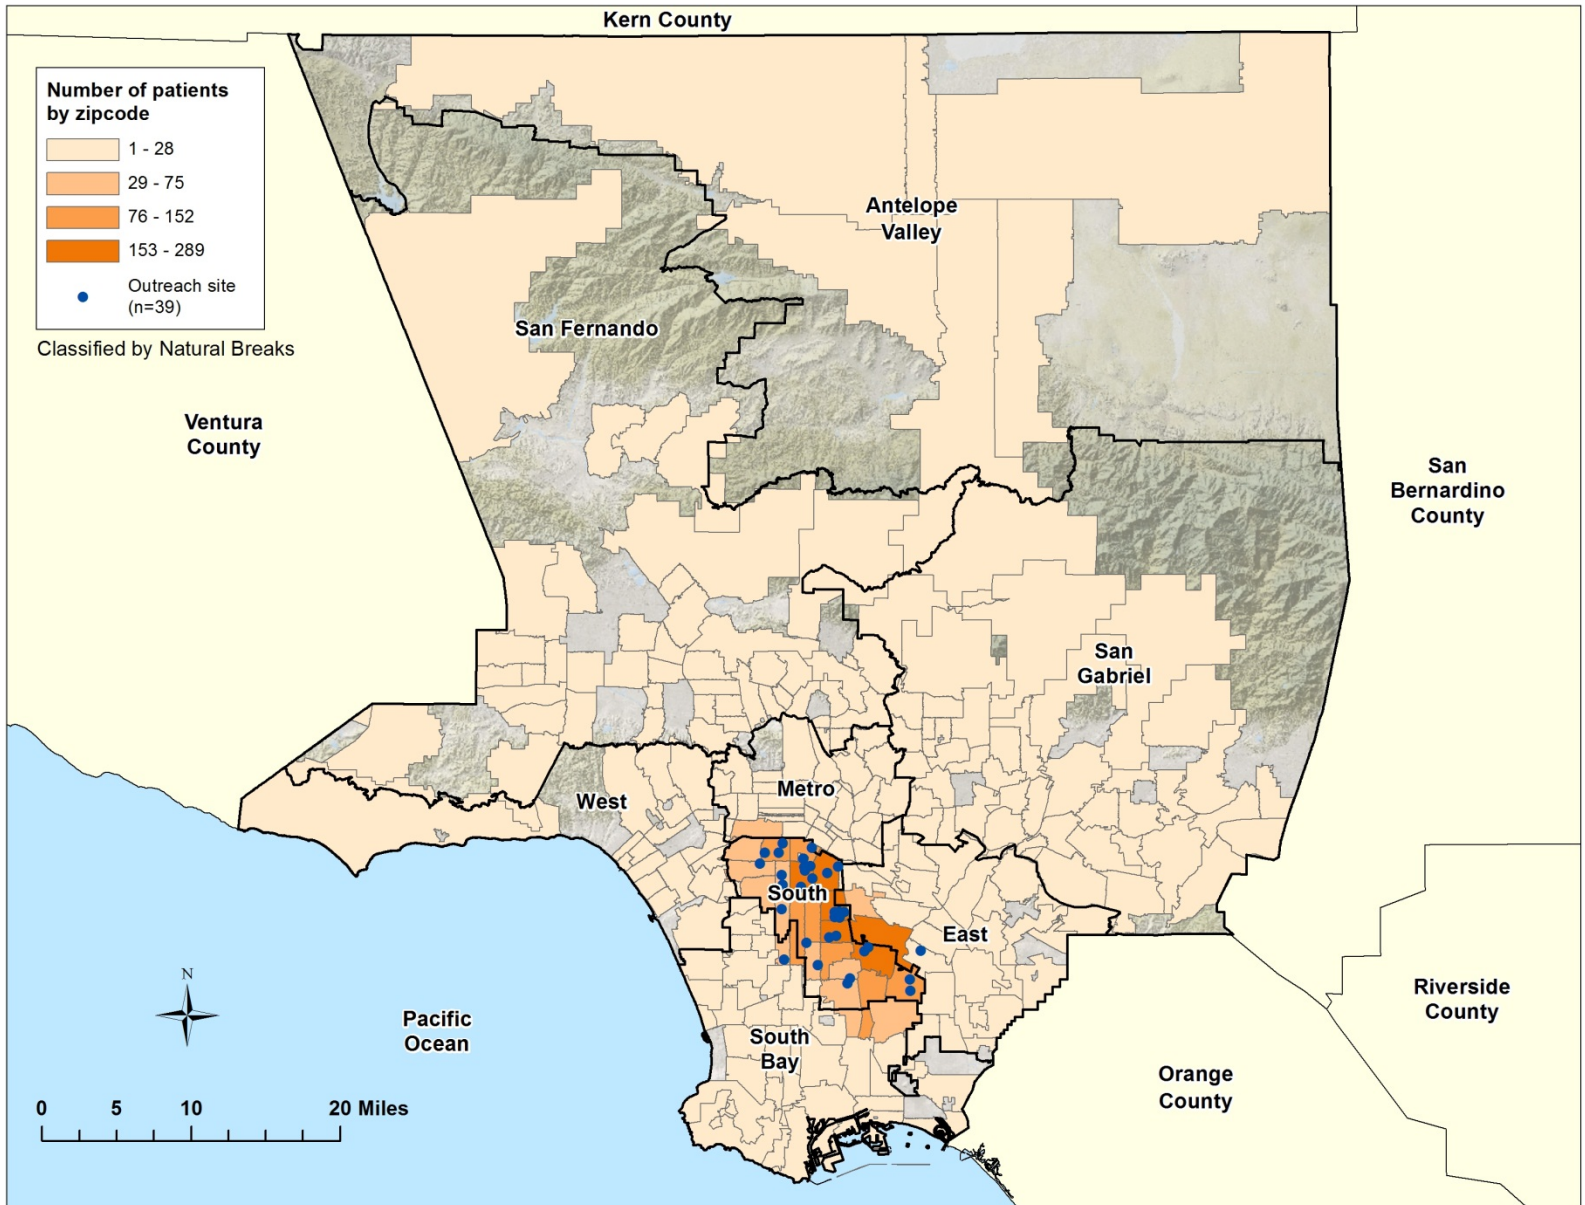 Kern County
Number of patients
by zipcode
1 - 28
29 - 75
76 - 152
153 - 289
Outreach site
(n=39)
Classified by Natural Breaks
Antelope
Valley
San Fernando
Ventura
County
San
Bernardino
County
San
Gabriel
Metro
West
South
East
N
Pacific
Ocean
South
Bay
Riverside
County
Orange
County
0 5 10 20 Miles